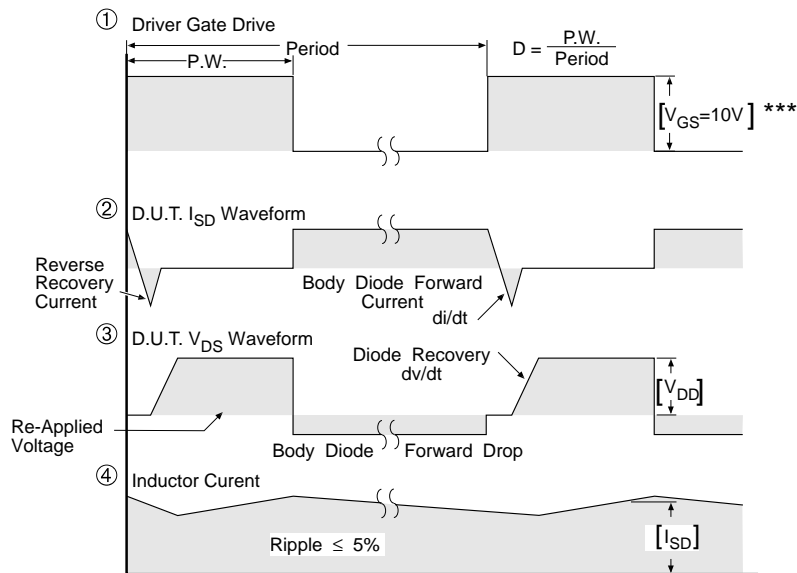 ① Driver Gate Drive
Period
P.W.
D = P.W.
Period
[VGS=10V] ***
② D.U.T. ISD Waveform
Reverse
Recovery
Current
Body Diode Forward
Current
di/dt
③ D.U.T. VDS Waveform
Diode Recovery
dv/dt
[VDD]
Re-Applied
Voltage
Body Diode Forward Drop
④ Inductor Curent
Ripple ≤ 5%
[ISD]